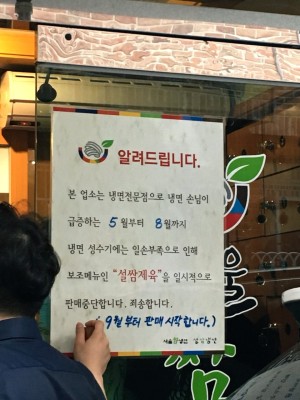 알려드립니다.
본 업소는 냉면전문점으로 냉면 손님이
급증하는 5월부터 8월까지
냉면 성수기에는 일손부족으로 인해
보조메뉴인 "설쌈제육"을 일시적으로
판매중단합니다. 죄송합니다.
(9월부터 판매 시작합니다.)